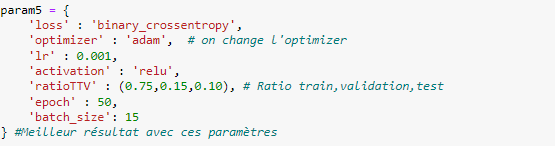 param5 = {
    'loss' : 'binary_crossentropy',
    'optimizer' : 'adam',  # on change l'optimizer
    'lr' : 0.001,
    'activation' : 'relu',
    'ratioTTV' : (0.75,0.15,0.10), # Ratio train,validation,test
    'epoch' : 50,
    'batch_size': 15
} #Meilleur résultat avec ces paramètres